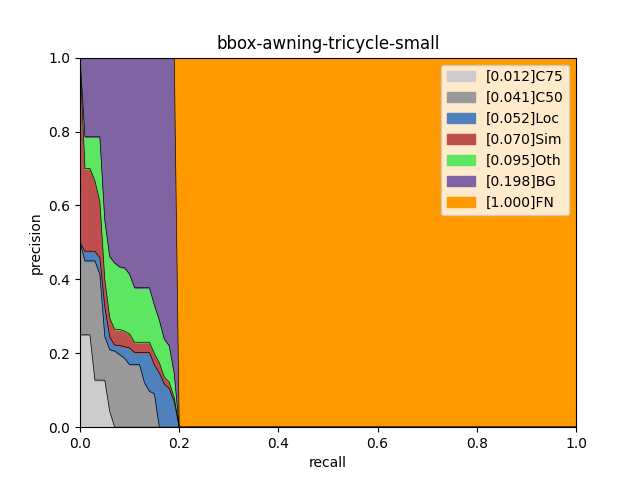 bbox-awning-tricycle-small
[0.012]C75
[0.041]C50
[0.052]Loc
[0.070]Sim
[0.095]Oth
[0.198]BG
[1.000]FN
precision
1.0
0.8
0.6
0.4
0.2
0.0
0.0 0.2 0.4 0.6 0.8 1.0
recall